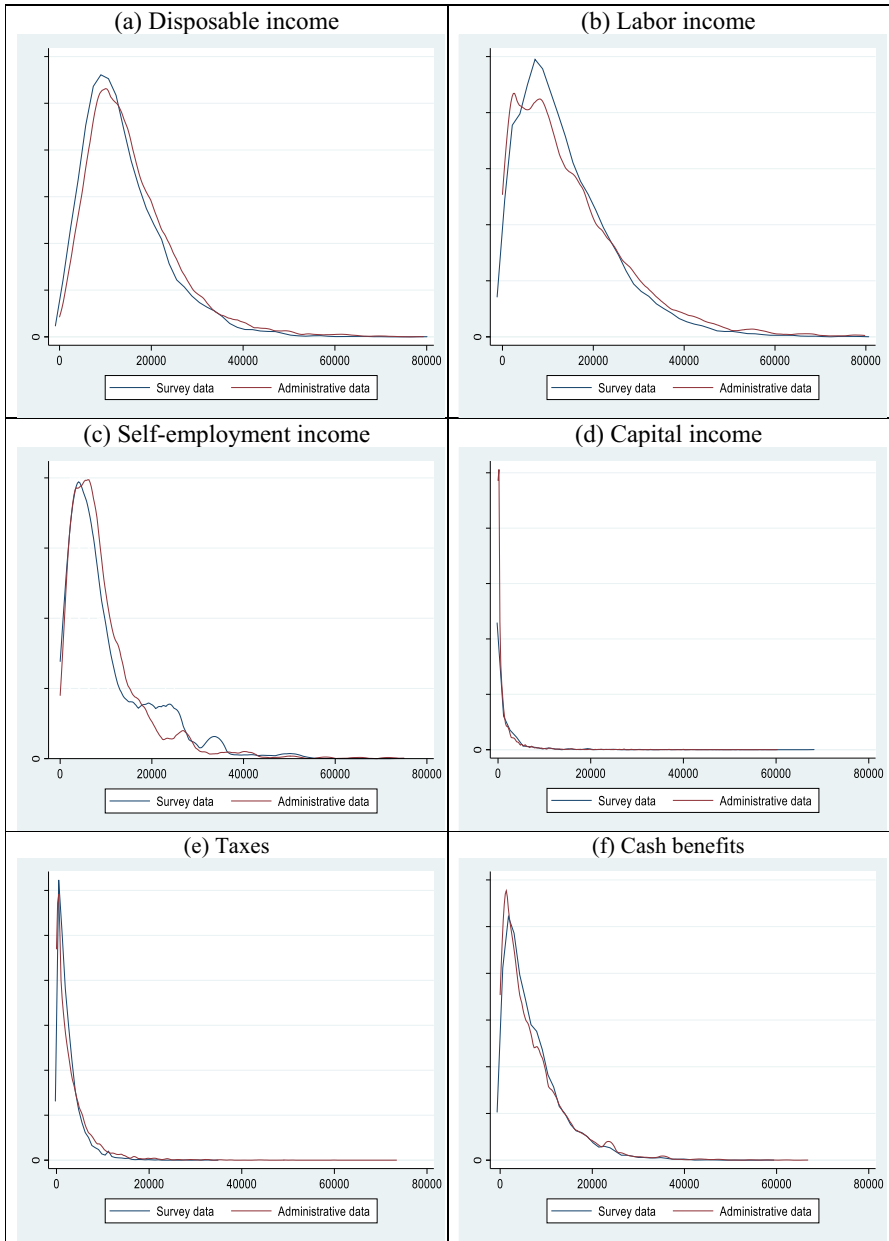 (a) Disposable income
0
0 20000 40000 60000 80000
Survey data Administrative data
(b) Labor income
0
0 20000 40000 60000 80000
Survey data Administrative data
(c) Self-employment income
0
0 20000 40000 60000 80000
Survey data Administrative data
(d) Capital income
0
0 20000 40000 60000 80000
Survey data Administrative data
(e) Taxes
0
0 20000 40000 60000 80000
Survey data Administrative data
(f) Cash benefits
0
0 20000 40000 60000 80000
Survey data Administrative data